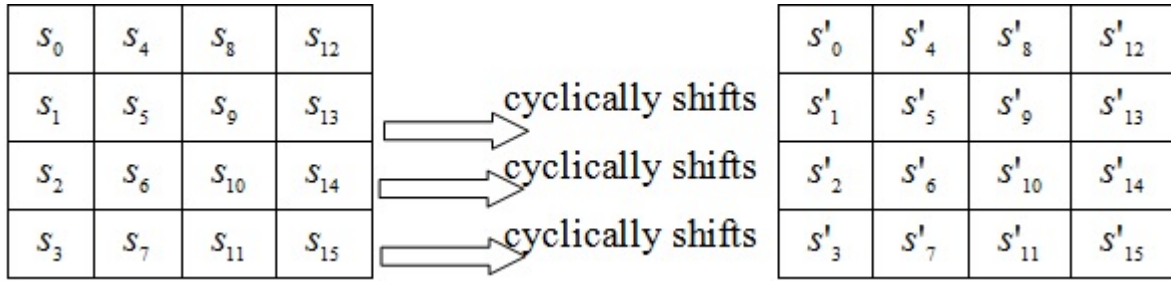 s₀ s₄ s₈ s₁₂ s'₀ s'₄ s'₈ s'₁₂
s₁ s₅ s₉ s₁₃ cyclically shifts s'₁ s'₅ s'₉ s'₁₃
s₂ s₆ s₁₀ s₁₄ cyclically shifts s'₂ s'₆ s'₁₀ s'₁₄
s₃ s₇ s₁₁ s₁₅ cyclically shifts s'₃ s'₇ s'₁₁ s'₁₅